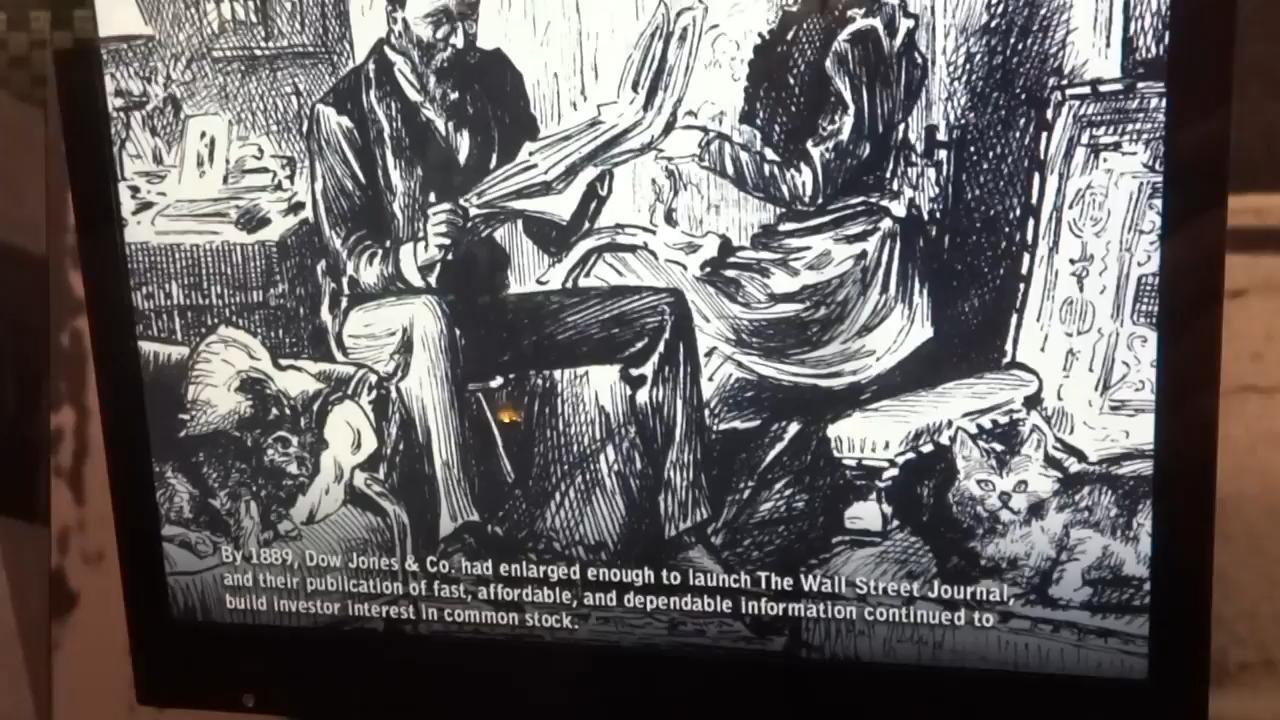 By 1889, Dow Jones & Co. had enlarged enough to launch The Wall Street Journal,
and their publication of fast, affordable, and dependable information continued to
build investor interest in common stock.